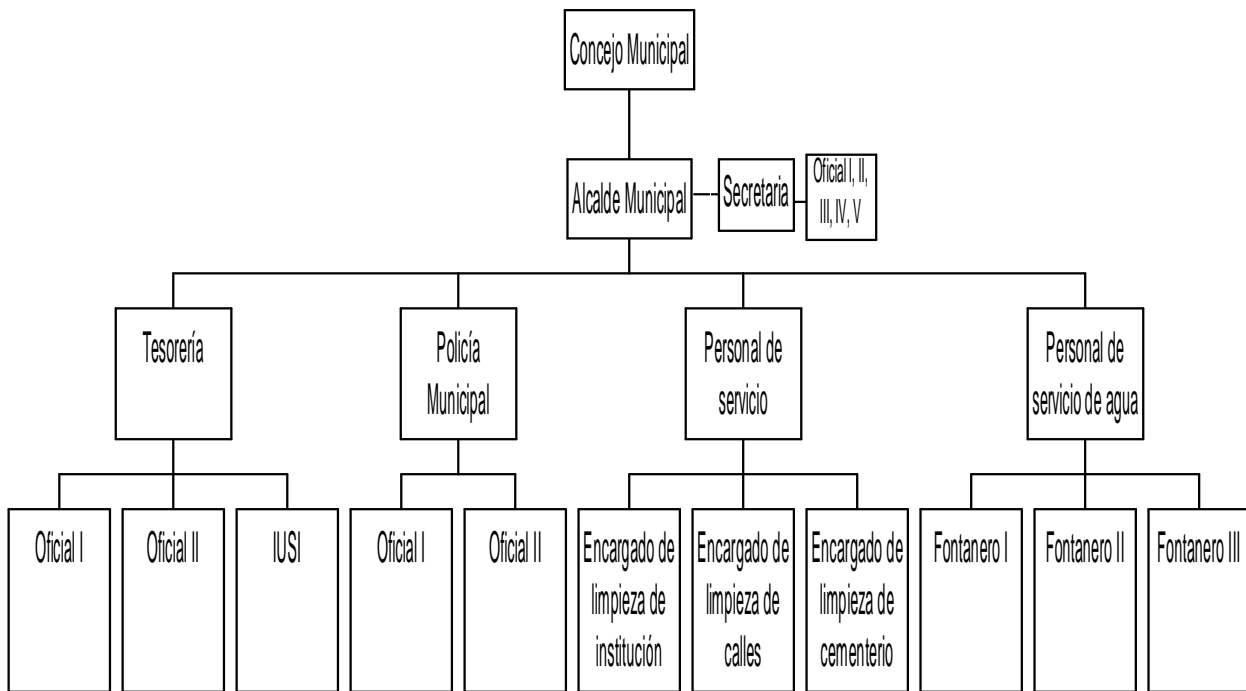 Concejo Municipal
Alcalde Municipal
Secretaria
Oficial I, II,
III, IV, V
Tesorería
Policía
Municipal
Personal de
servicio
Personal de
servicio de agua
Oficial I
Oficial II
IUSI
Oficial I
Oficial II
Encargado de
limpieza de
institución
Encargado de
limpieza de
calles
Encargado de
limpieza de
cementerio
Fontanero I
Fontanero II
Fontanero III